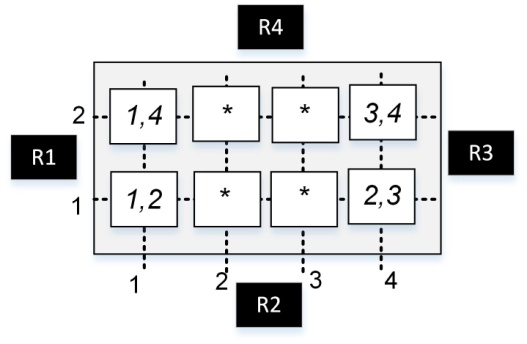 R4
2 1,4 * * 3,4
R1 R3
1 1,2 * * 2,3
1 2 3 4
R2